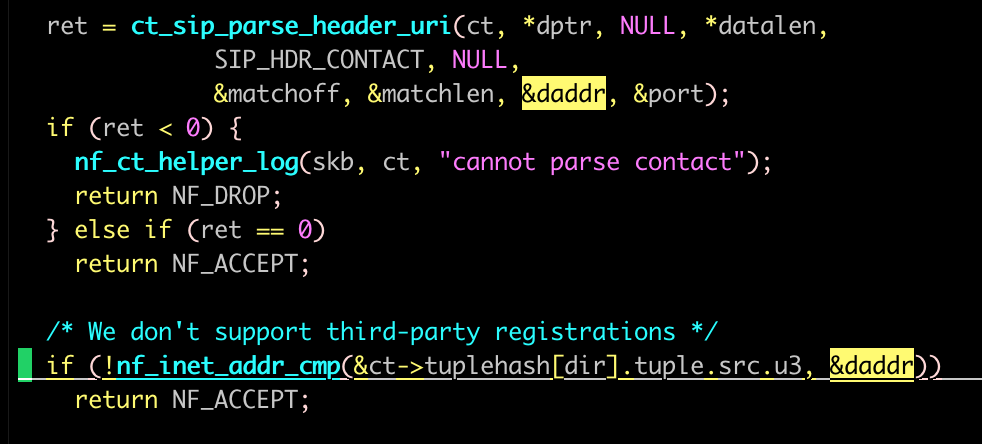 ret = ct_sip_parse_header_uri(ct, *dptr, NULL, *datalen,
SIP_HDR_CONTACT, NULL,
&matchoff, &matchlen, &daddr, &port);
if (ret < 0) {
nf_ct_helper_log(skb, ct, "cannot parse contact");
return NF_DROP;
} else if (ret == 0)
return NF_ACCEPT;
/* We don't support third-party registrations */
if (!nf_inet_addr_cmp(&ct->tuplehash[dir].tuple.src.u3, &daddr))
return NF_ACCEPT;